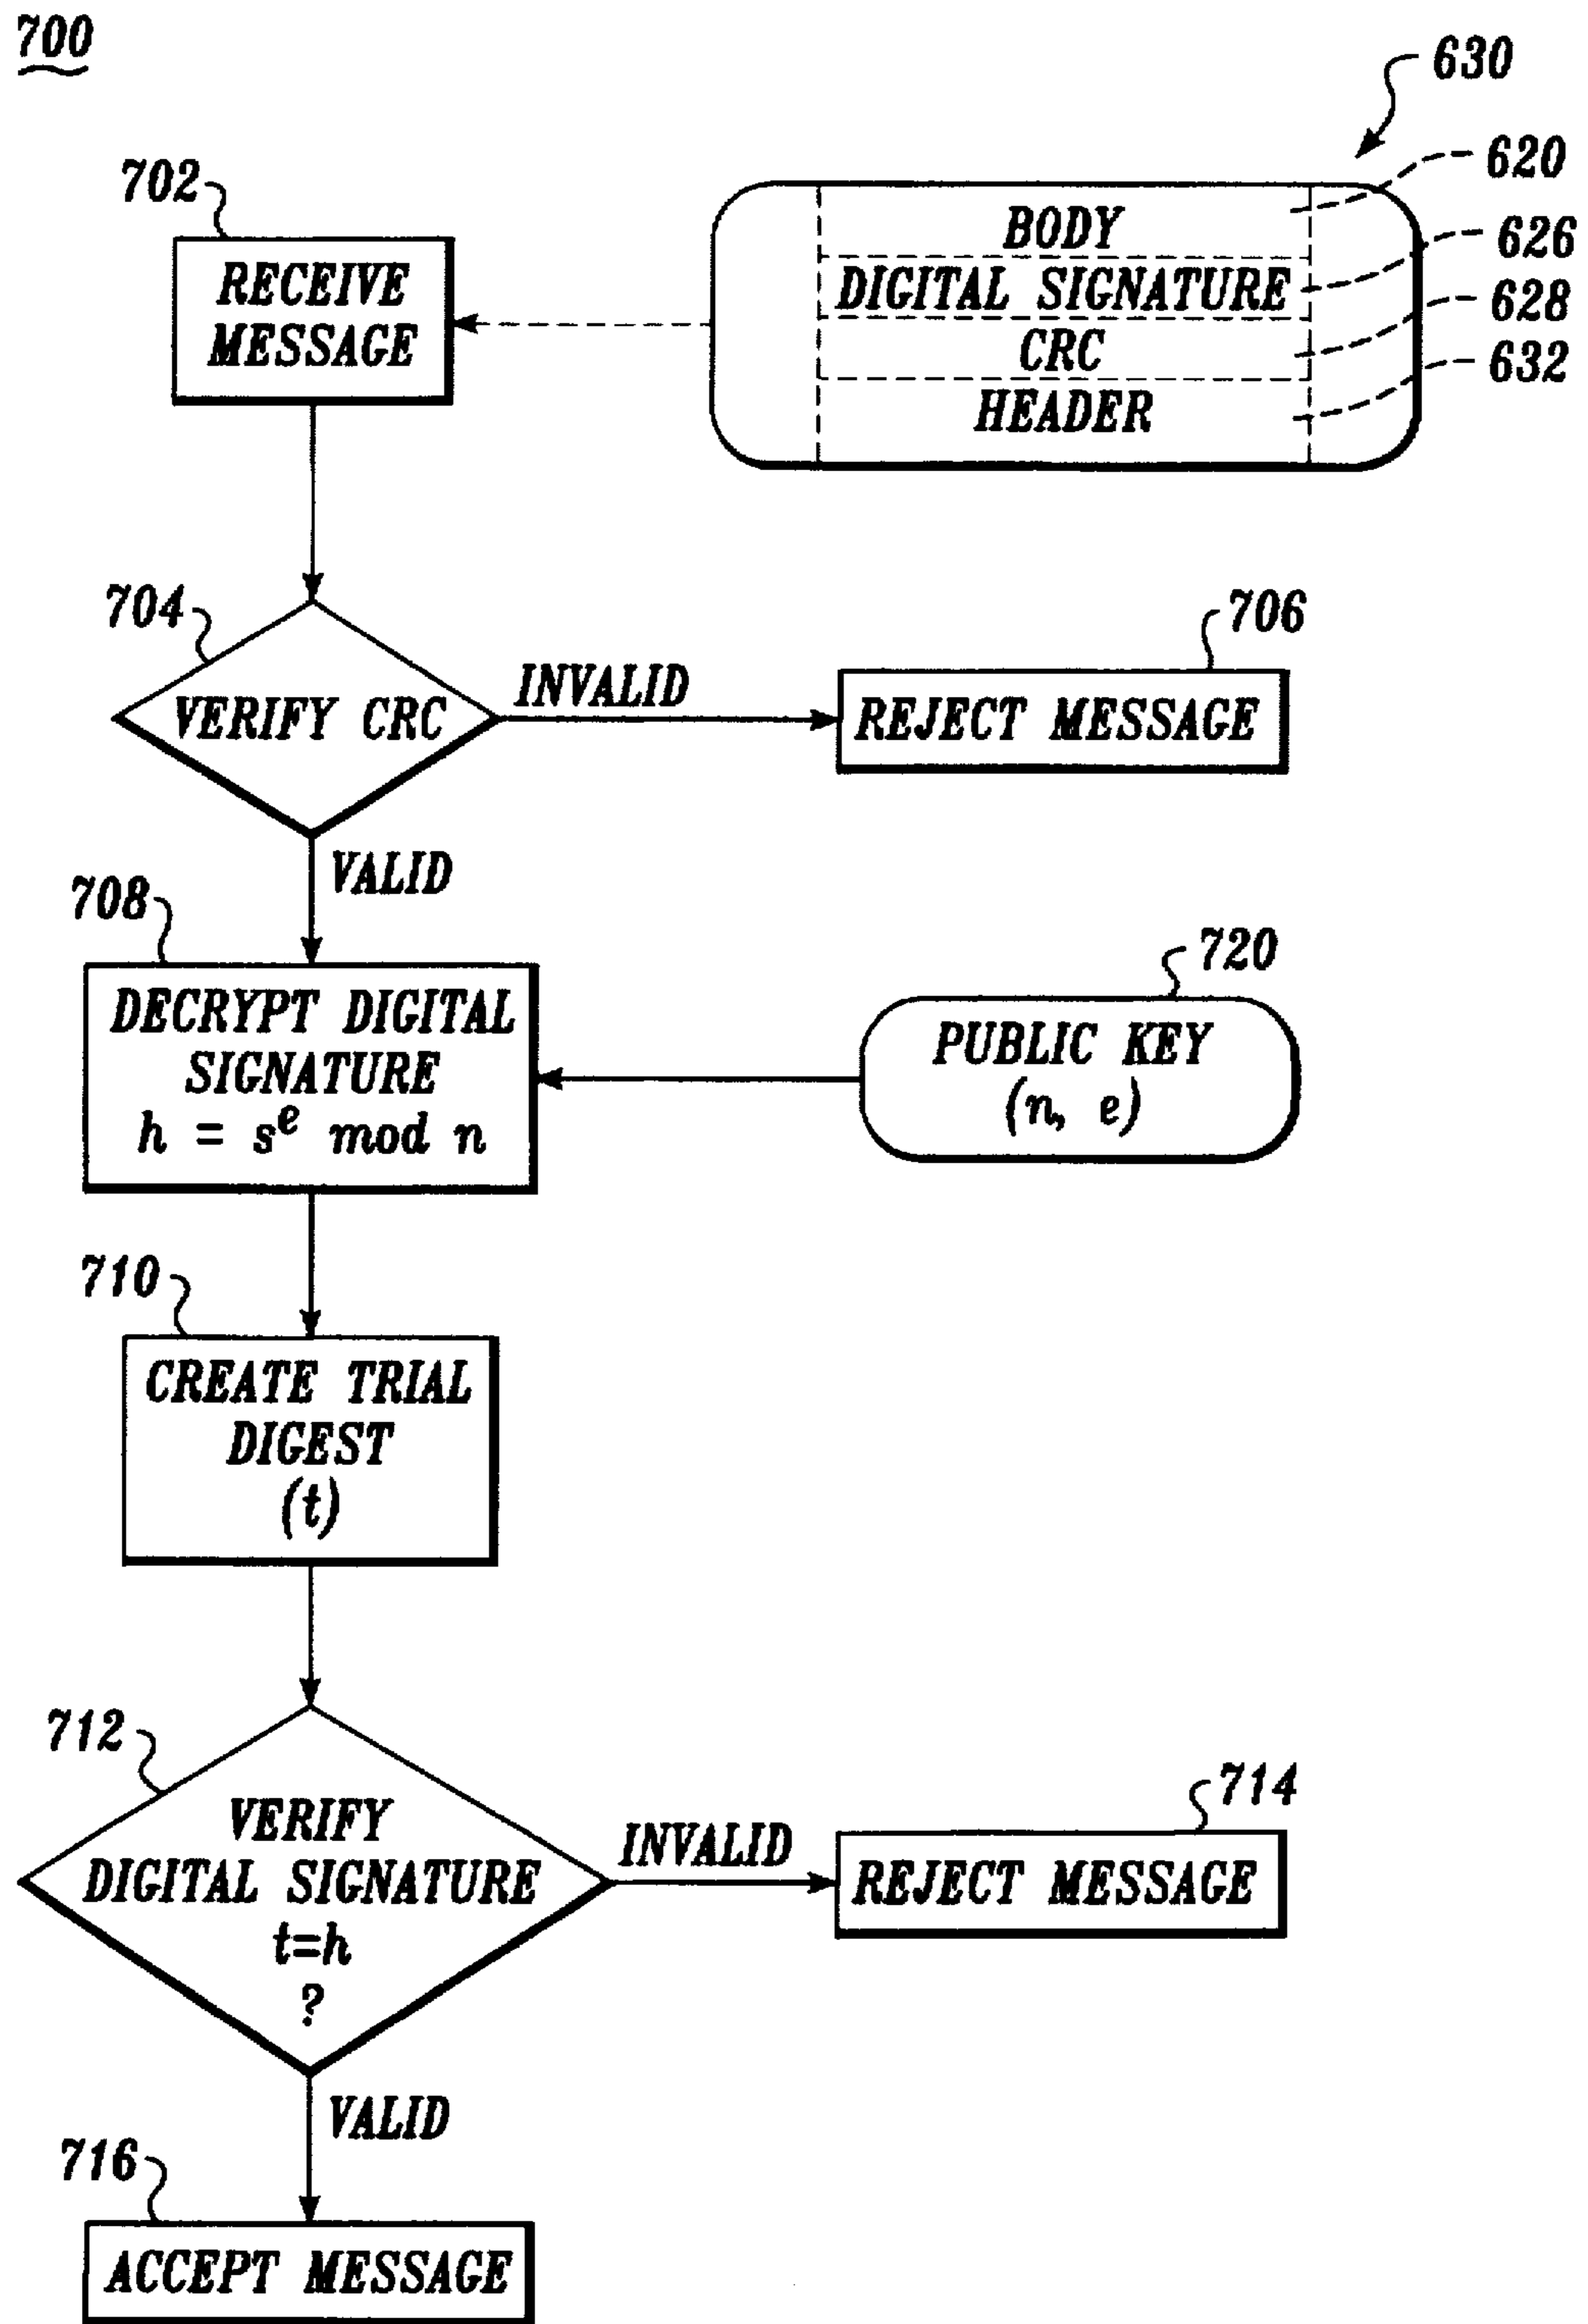 700
630
702
620
BODY
626
RECEIVE
MESSAGE
DIGITAL SIGNATURE
628
CRC
632
HEADER
704
706
INVALID
VERIFY CRC
REJECT MESSAGE
VALID
708
720
DECRYPT DIGITAL
SIGNATURE
h = s^e mod n
PUBLIC KEY
(n, e)
710
CREATE TRIAL
DIGEST
(t)
712
714
VERIFY
DIGITAL SIGNATURE
t=h
?
INVALID
REJECT MESSAGE
VALID
716
ACCEPT MESSAGE